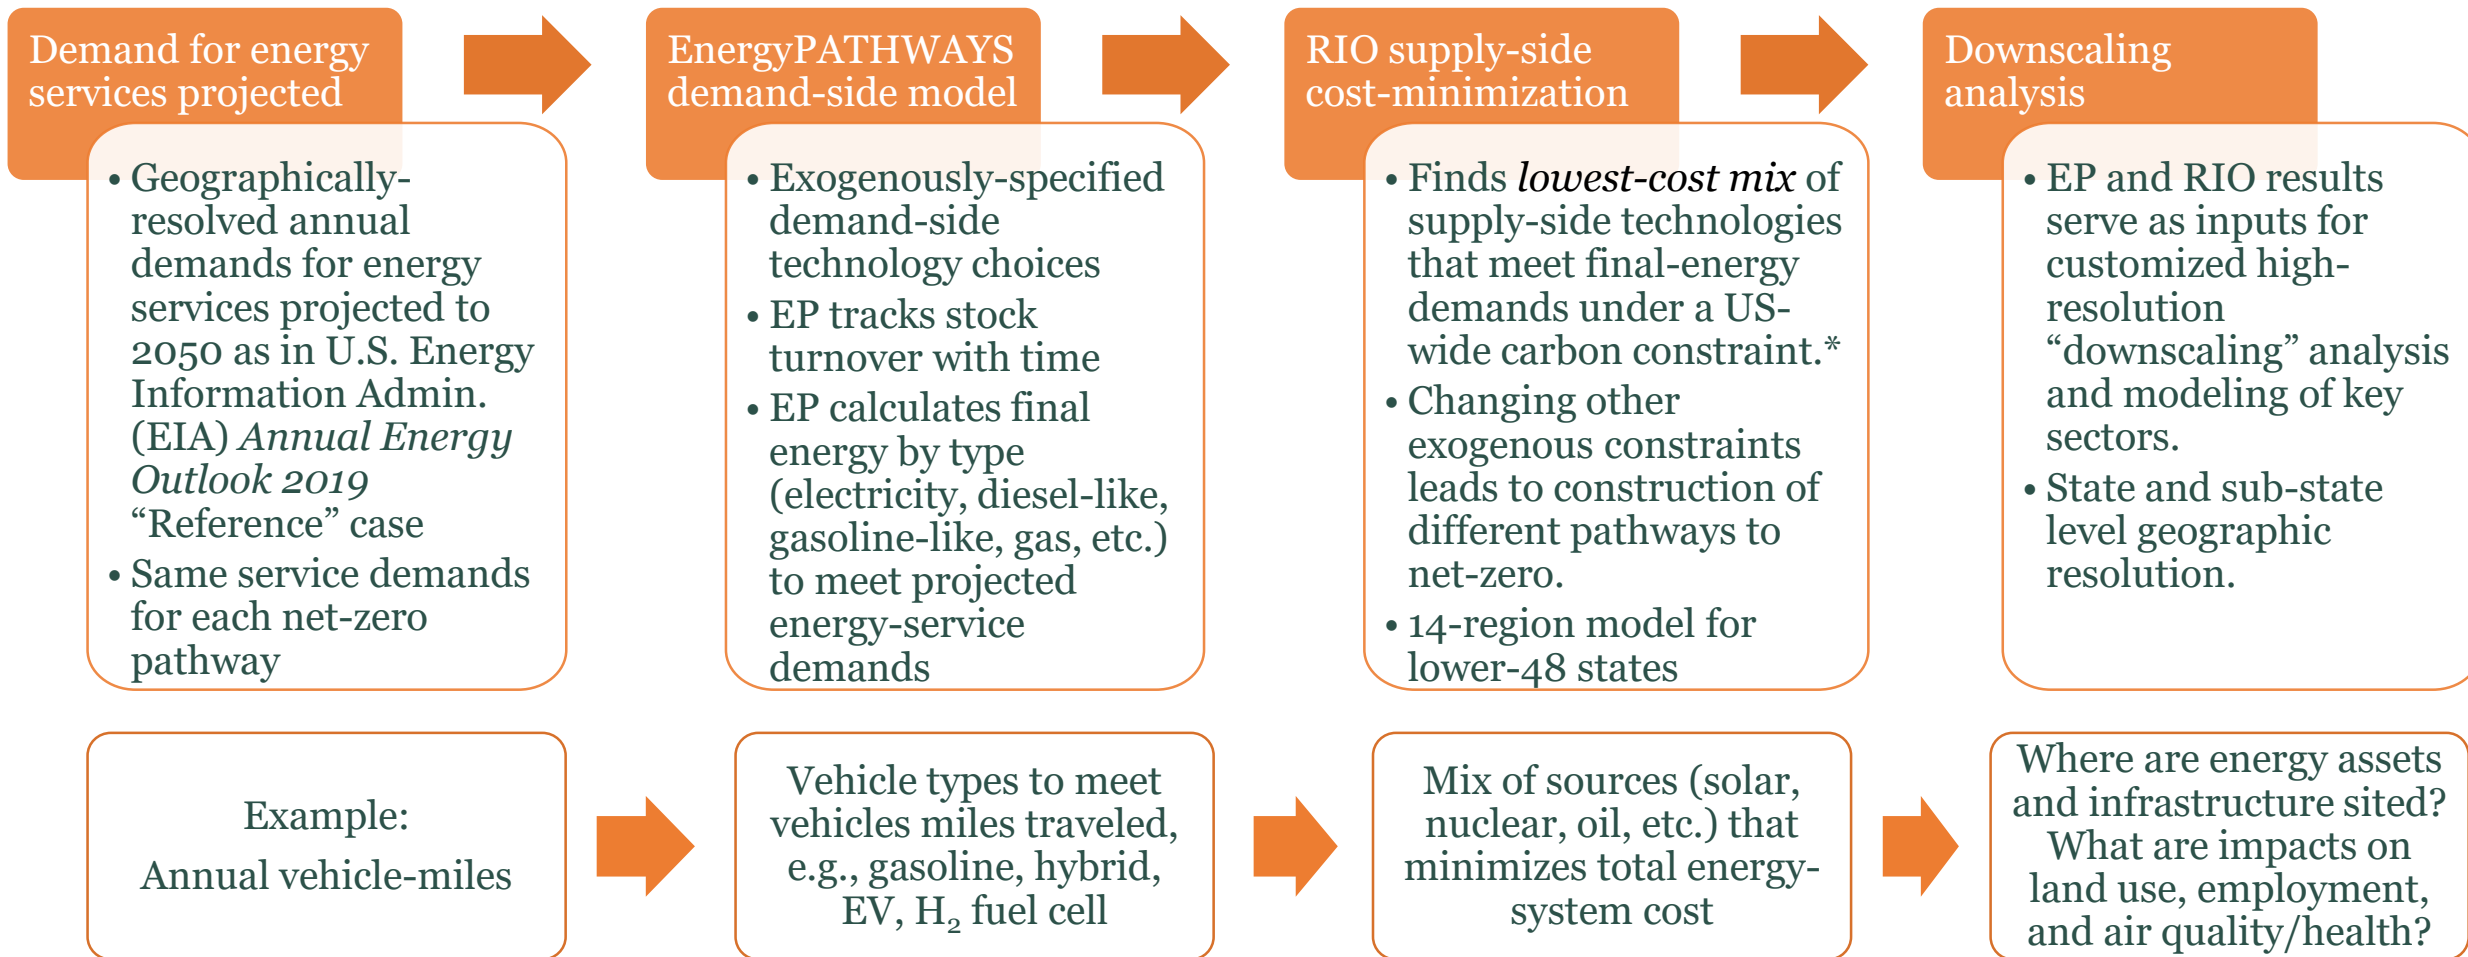 Demand for energy
services projected
• Geographically-
resolved annual
demands for energy
services projected to
2050 as in U.S. Energy
Information Admin.
(EIA) Annual Energy
Outlook 2019
“Reference” case
• Same service demands
for each net-zero
pathway
EnergyPATHWAYS
demand-side model
• Exogenously-specified
demand-side
technology choices
• EP tracks stock
turnover with time
• EP calculates final
energy by type
(electricity, diesel-like,
gasoline-like, gas, etc.)
to meet projected
energy-service
demands
RIO supply-side
cost-minimization
• Finds lowest-cost mix of
supply-side technologies
that meet final-energy
demands under a US-
wide carbon constraint.*
• Changing other
exogenous constraints
leads to construction of
different pathways to
net-zero.
• 14-region model for
lower-48 states
Downscaling
analysis
• EP and RIO results
serve as inputs for
customized high-
resolution
“downscaling” analysis
and modeling of key
sectors.
• State and sub-state
level geographic
resolution.
Example:
Annual vehicle-miles
Vehicle types to meet
vehicles miles traveled,
e.g., gasoline, hybrid,
EV, H₂ fuel cell
Mix of sources (solar,
nuclear, oil, etc.) that
minimizes total energy-
system cost
Where are energy assets
and infrastructure sited?
What are impacts on
land use, employment,
and air quality/health?